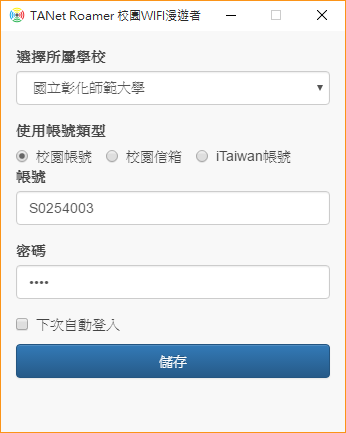 TANet Roamer 校園WIFI漫遊者
選擇所屬學校
國立彰化師範大學
使用帳號類型
校園帳號 校園信箱 iTaiwan帳號
帳號
S0254003
密碼
••••
下次自動登入
儲存